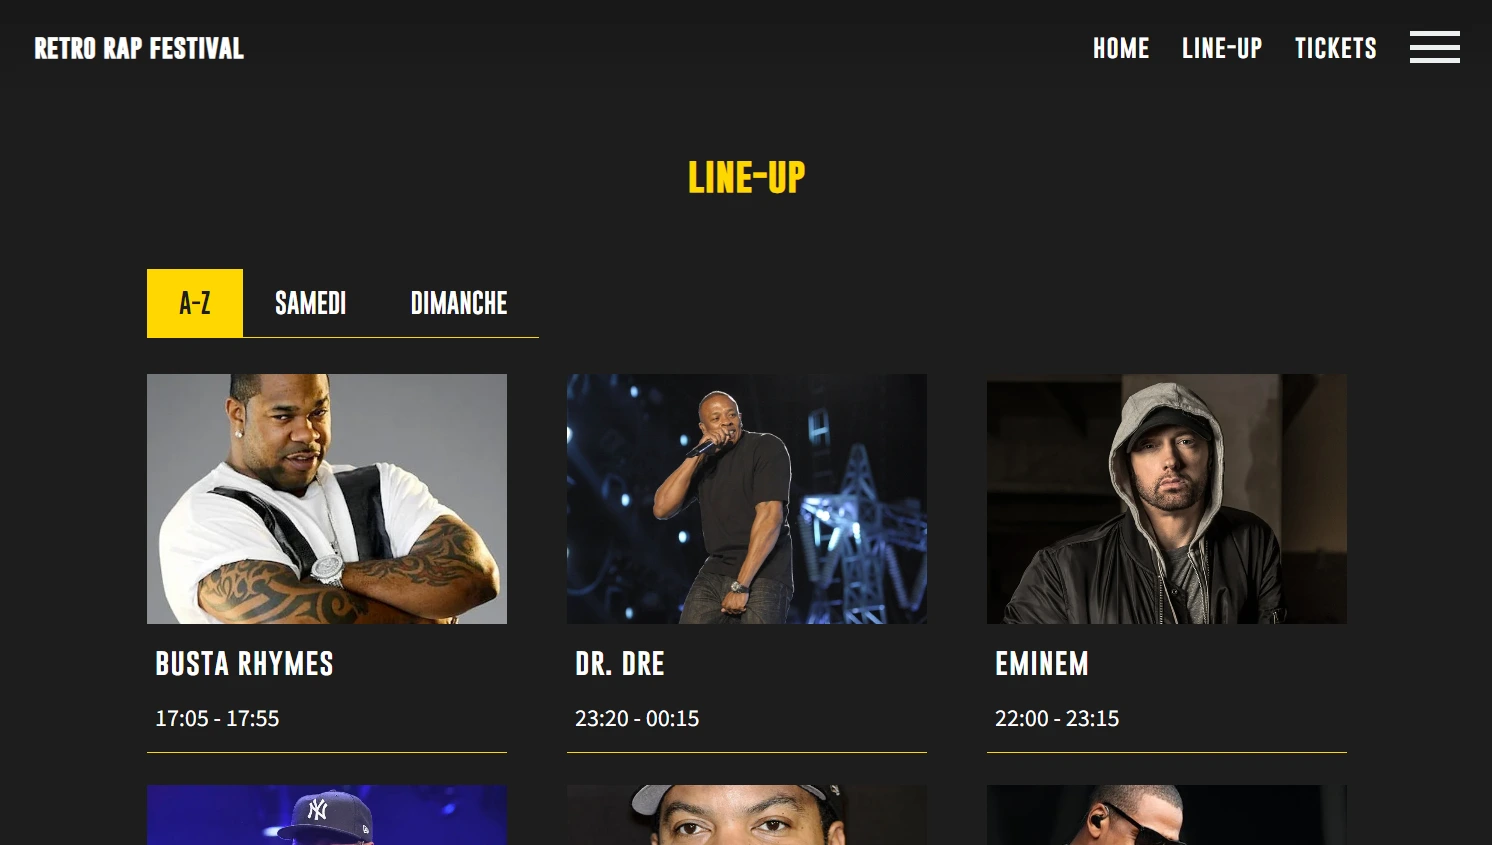 RETRO RAP FESTIVAL
HOME LINE-UP TICKETS
LINE-UP
A-Z SAMEDI DIMANCHE
BUSTA RHYMES DR. DRE EMINEM
17:05 - 17:55 23:20 - 00:15 22:00 - 23:15
NY